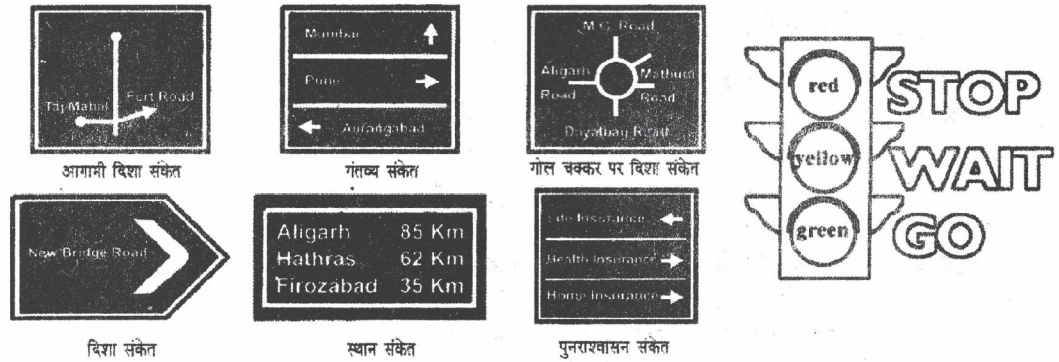 Taj Mahal
Fort Road
आगामी दिशा संकेत
Mumbai
Pune
Aurangabad
गंतव्य संकेत
M.G. Road
Aligarh Road
Mathura Road
Dayalbag Road
गोल चक्कर पर दिशा संकेत
red
STOP
yellow
WAIT
green
GO
New Bridge Road
दिशा संकेत
Aligarh 85 Km
Hathras 62 Km
Firozabad 35 Km
स्थान संकेत
Life Insurance
Health Insurance
Home Insurance
पुनराश्वासन संकेत